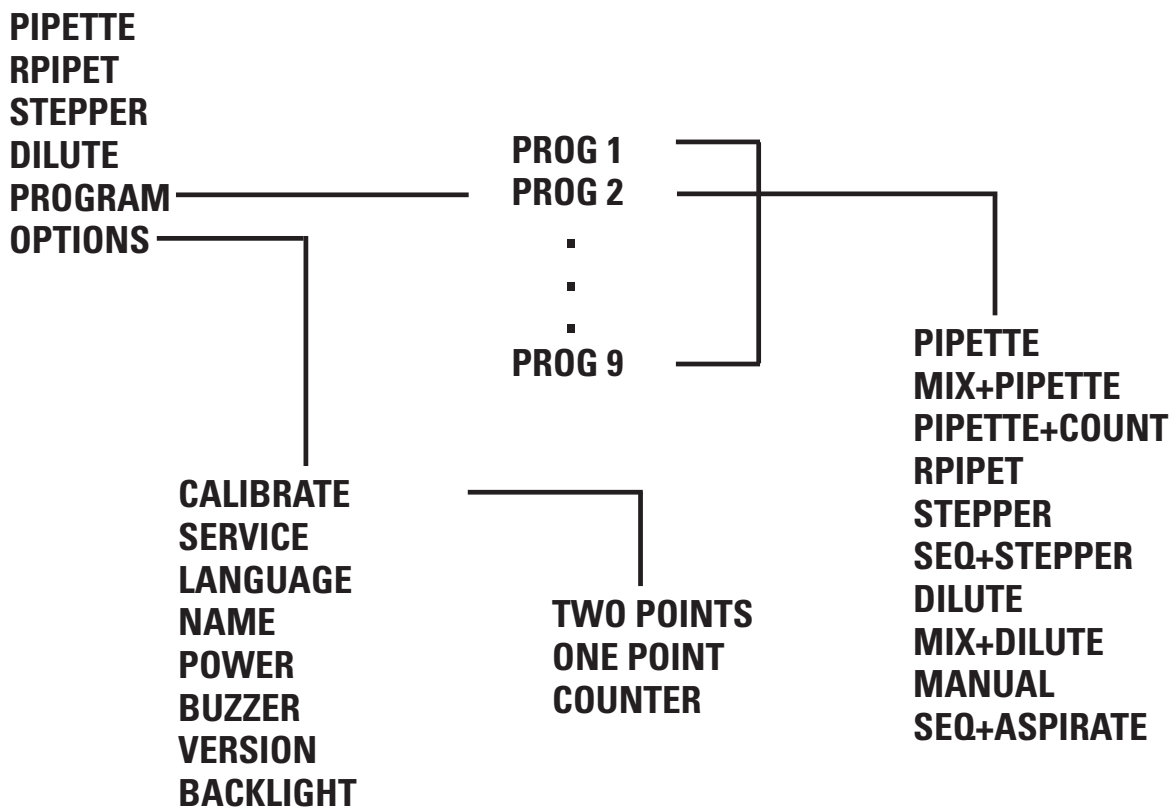 PIPETTE
RPIPET
STEPPER
DILUTE
PROGRAM
OPTIONS
PROG 1
PROG 2
.
.
.
PROG 9
PIPETTE
MIX+PIPETTE
PIPETTE+COUNT
RPIPET
STEPPER
SEQ+STEPPER
DILUTE
MIX+DILUTE
MANUAL
SEQ+ASPIRATE
CALIBRATE
SERVICE
LANGUAGE
NAME
POWER
BUZZER
VERSION
BACKLIGHT
TWO POINTS
ONE POINT
COUNTER